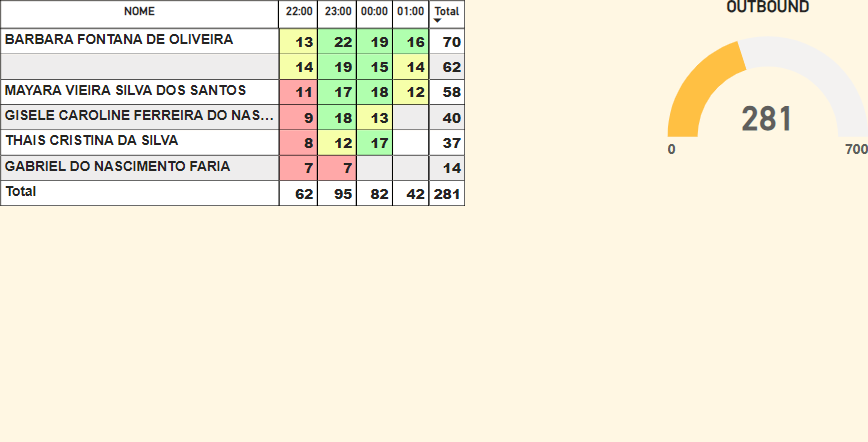 NOME 22:00 23:00 00:00 01:00 Total
BARBARA FONTANA DE OLIVEIRA 13 22 19 16 70
14 19 15 14 62
MAYARA VIEIRA SILVA DOS SANTOS 11 17 18 12 58
GISELE CAROLINE FERREIRA DO NAS... 9 18 13 40
THAIS CRISTINA DA SILVA 8 12 17 37
GABRIEL DO NASCIMENTO FARIA 7 7 14
Total 62 95 82 42 281
OUTBOUND
281
0 700